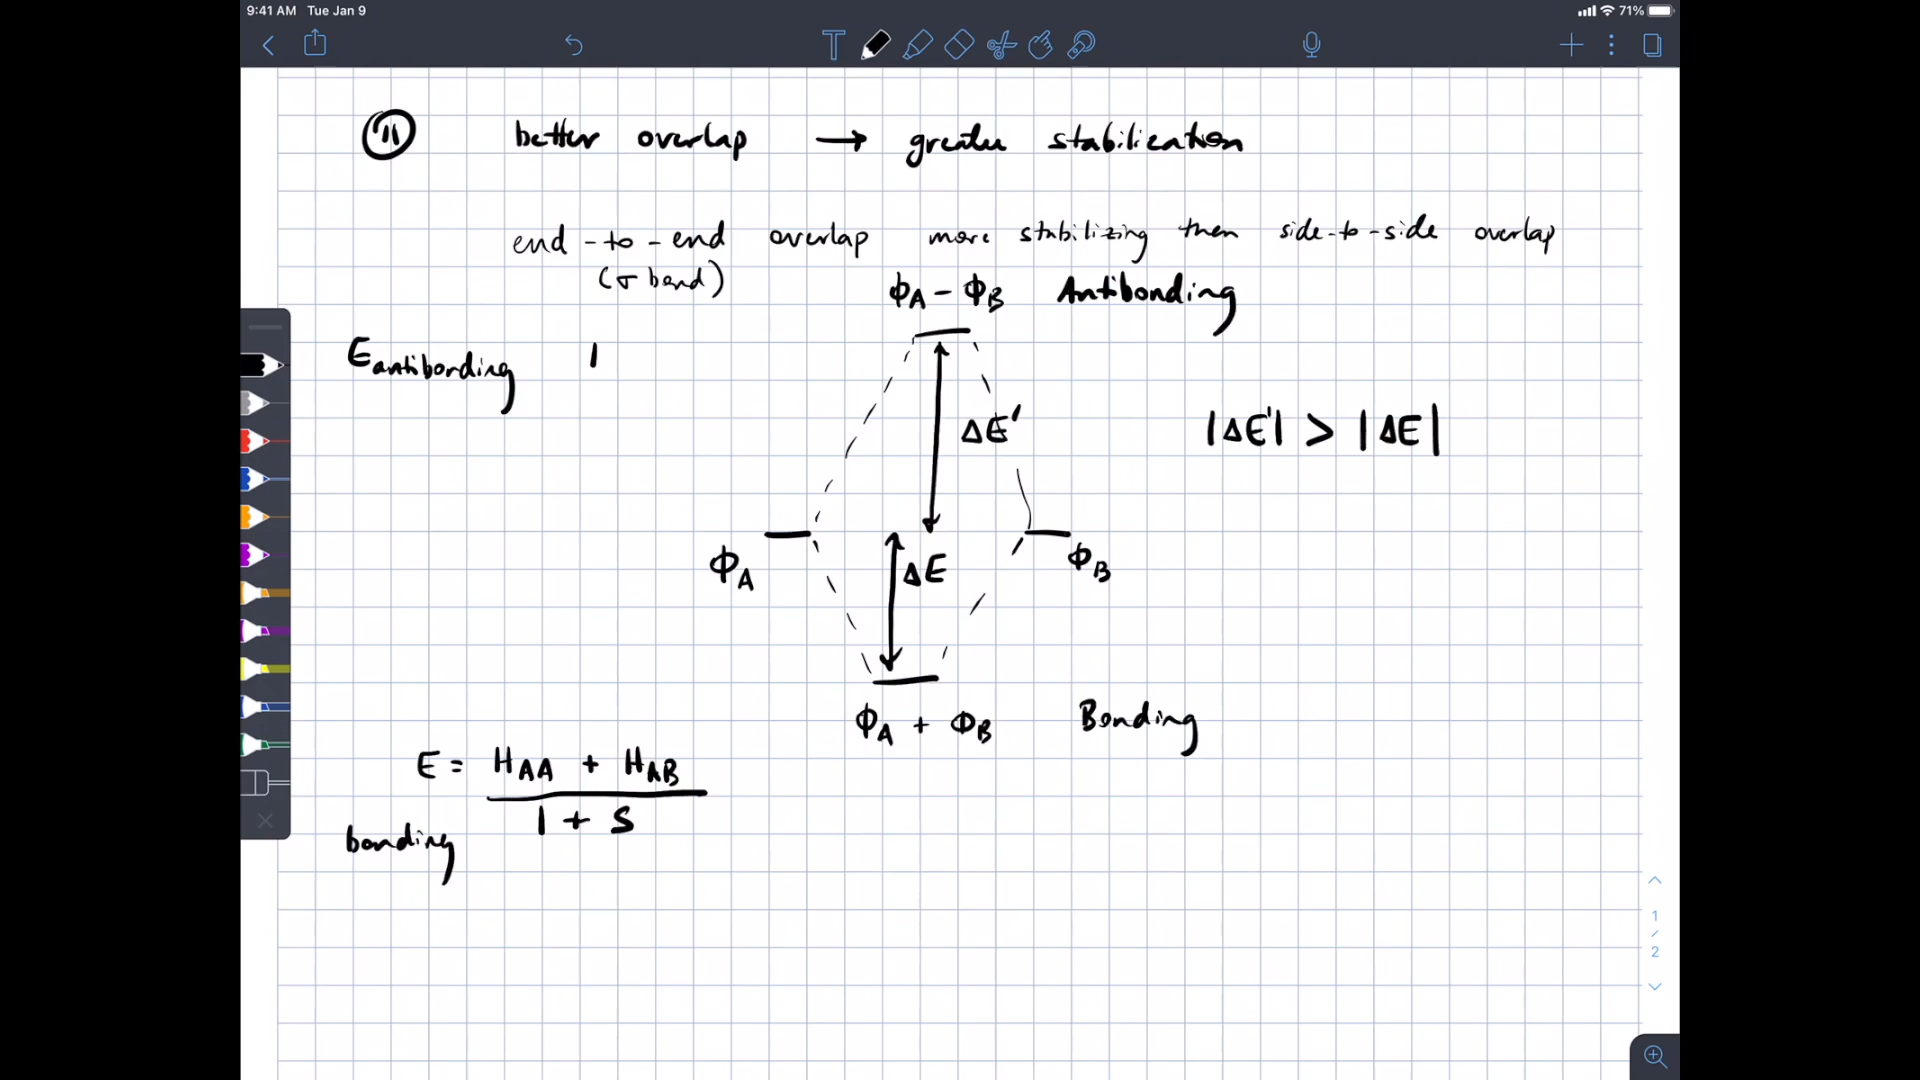 9:41 AM Tue Jan 9
71%
11 better overlap → greater stabilization
end-to-end overlap more stabilizing then side-to-side overlap
(σ bond)
ϕA - ϕB Antibonding
Eantibonding
ΔE'
|ΔE'| > |ΔE|
ϕA ΔE ϕB
ϕA + ϕB Bonding
E = HAA + HAB
1 + S
bonding
1
/
2